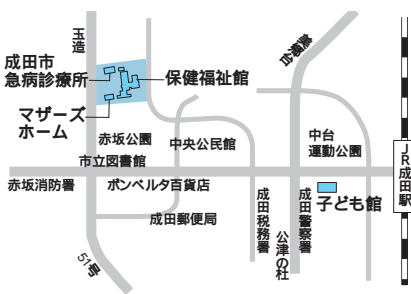 玉造
美郷台
成田市
急病診療所
保健福祉館
マザーズ
ホーム
赤坂公園
中央公民館
中台
運動公園
市立図書館
赤坂消防署
ボンベルタ百貨店
成田郵便局
成田税務署
公津の杜
成田警察署
子ども館
JR成田駅
51号